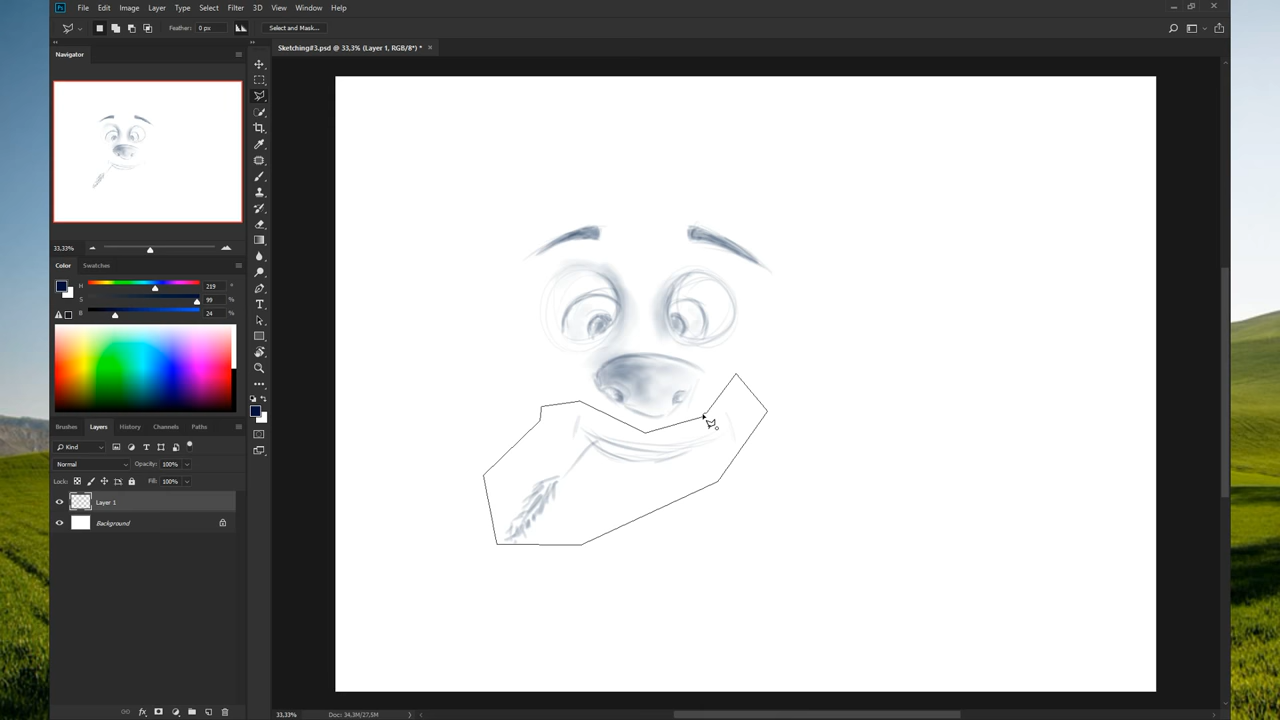 Ps File Edit Image Layer Type Select Filter 3D View Window Help
Feather: 0 px Select and Mask...
Navigator
Sketching#3.psd @ 33,3% (Layer 1, RGB/8*) * ×
33,33%
Color Swatches
H 219 °
S 99 %
B 24 %
Brushes Layers History Channels Paths
Kind
Normal Opacity: 100%
Lock: Fill: 100%
Layer 1
Background
fx
33,33% Doc: 34,3M/27,5M